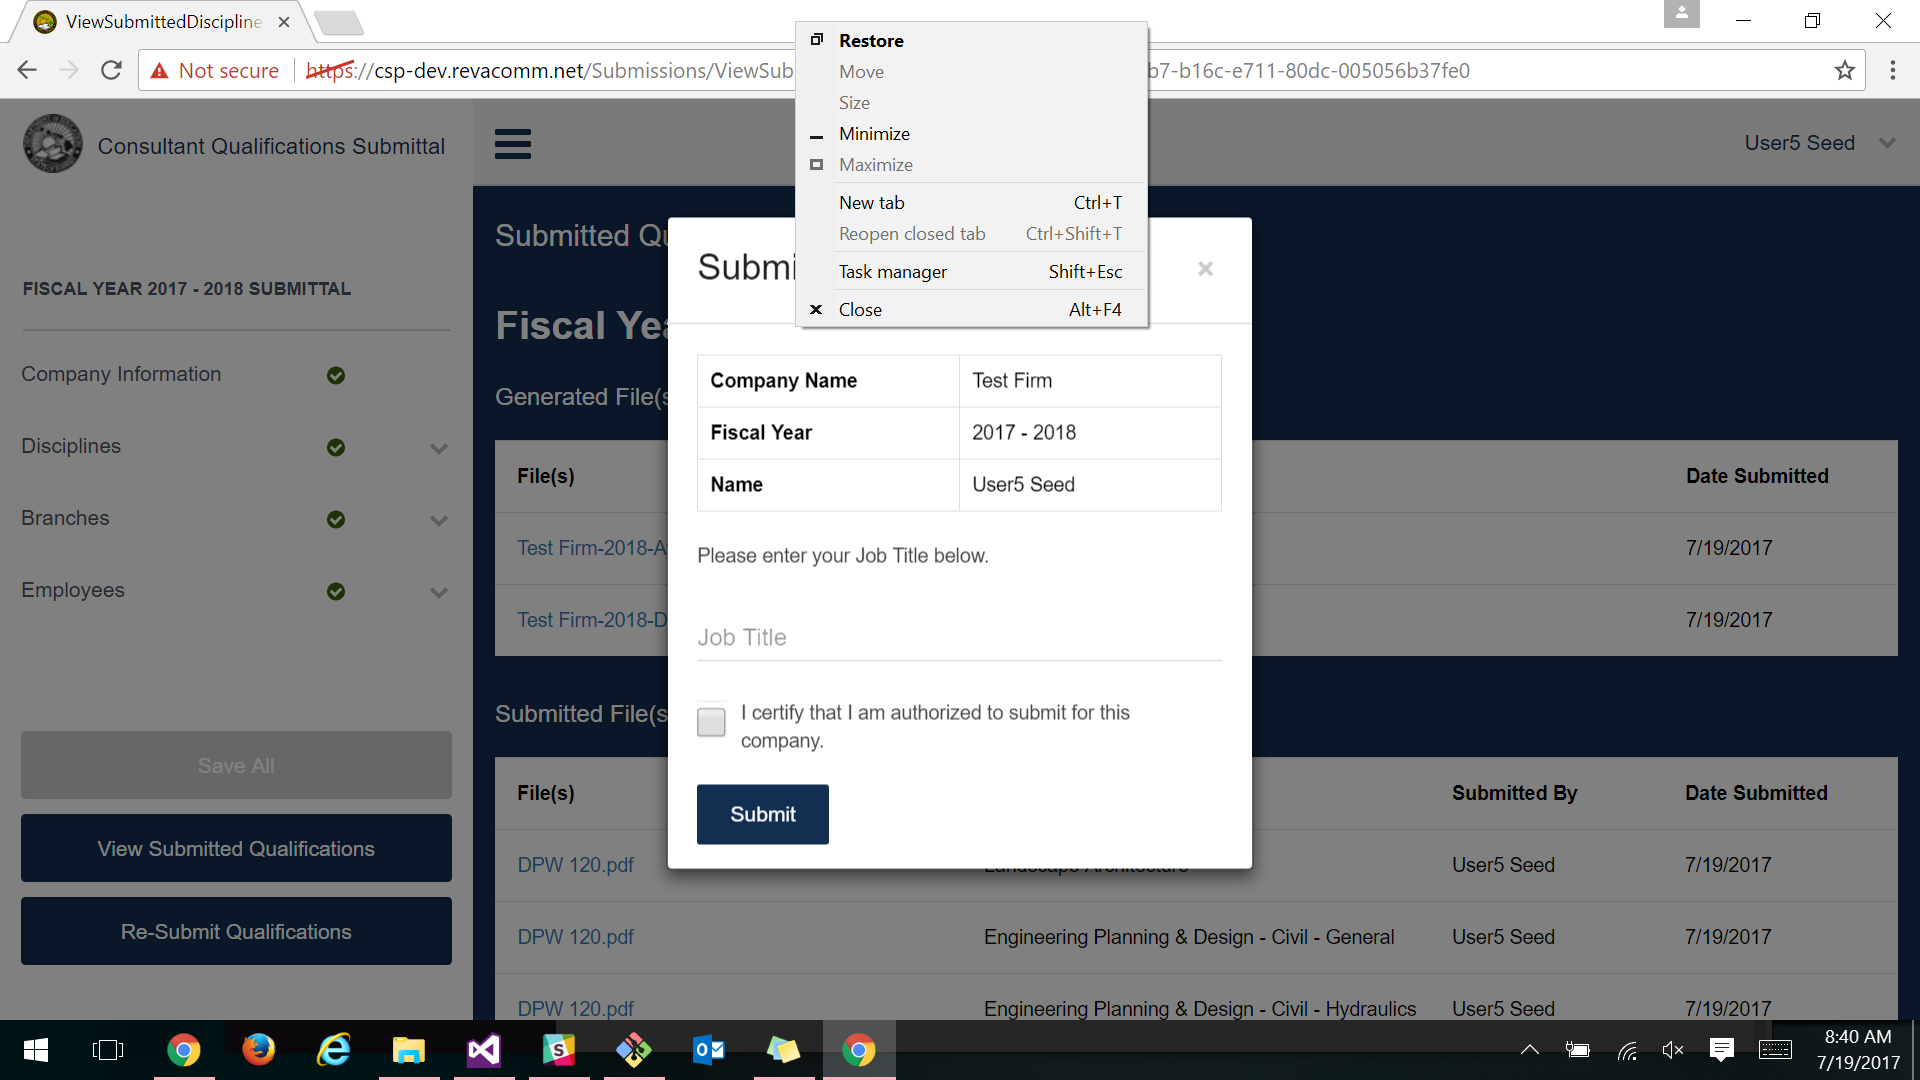 ViewSubmittedDiscipline
Not secure
https://csp-dev.revacomm.net/Submissions/ViewSub
b7-b16c-e711-80dc-005056b37fe0
Restore
Move
Size
Minimize
Maximize
New tab Ctrl+T
Reopen closed tab Ctrl+Shift+T
Task manager Shift+Esc
Close Alt+F4
Consultant Qualifications Submittal
User5 Seed
FISCAL YEAR 2017 - 2018 SUBMITTAL
Company Information
Disciplines
Branches
Employees
Save All
View Submitted Qualifications
Re-Submit Qualifications
Submitted Qu
Fiscal Yea
Generated File(s
File(s) Date Submitted
Test Firm-2018-A 7/19/2017
Test Firm-2018-D 7/19/2017
Submitted File(s
File(s) Submitted By Date Submitted
DPW 120.pdf Landscape Architecture User5 Seed 7/19/2017
DPW 120.pdf Engineering Planning & Design - Civil - General User5 Seed 7/19/2017
DPW 120.pdf Engineering Planning & Design - Civil - Hydraulics User5 Seed 7/19/2017
Submi
×
Company Name Test Firm
Fiscal Year 2017 - 2018
Name User5 Seed
Please enter your Job Title below.
Job Title
I certify that I am authorized to submit for this
company.
Submit
8:40 AM
7/19/2017